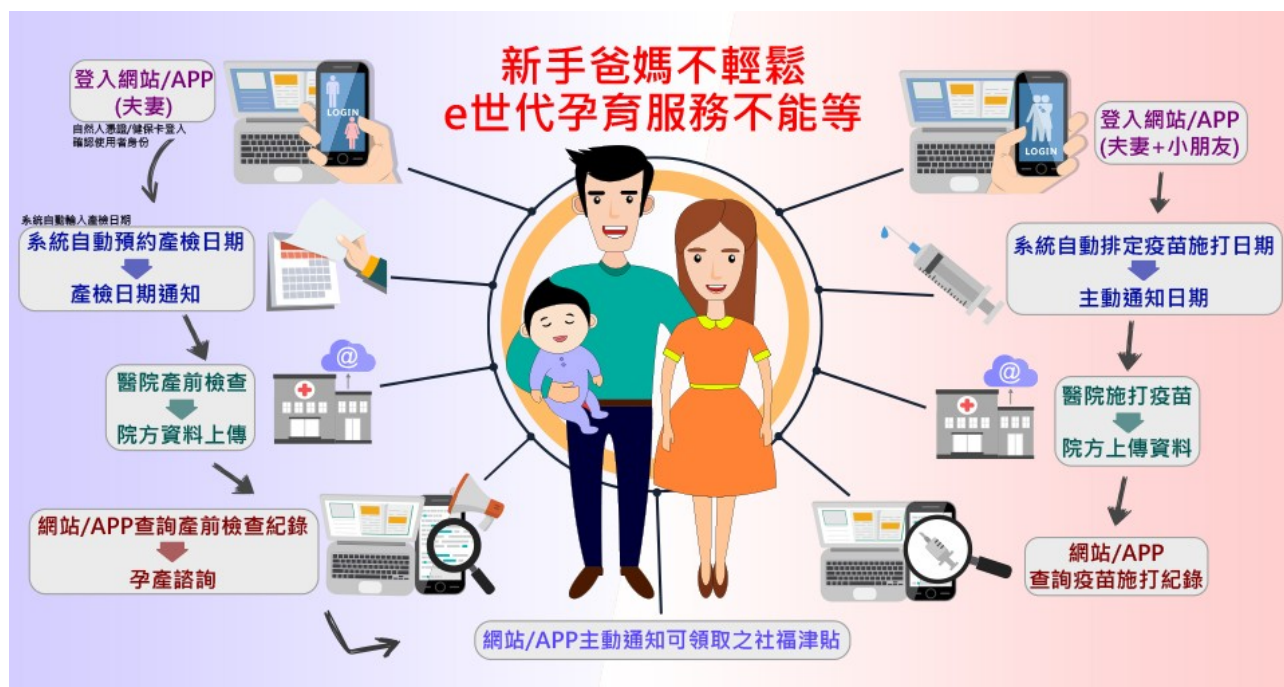 新手爸媽不輕鬆
e世代孕育服務不能等
登入網站/APP
(夫妻)
自然人憑證/健保卡登入
確認使用者身份
系統自動輸入產檢日期
系統自動預約產檢日期
產檢日期通知
醫院產前檢查
院方資料上傳
網站/APP查詢產前檢查紀錄
孕產諮詢
LOGIN
@
網站/APP主動通知可領取之社福津貼
LOGIN
登入網站/APP
(夫妻+小朋友)
系統自動排定疫苗施打日期
主動通知日期
@
醫院施打疫苗
院方上傳資料
網站/APP
查詢疫苗施打紀錄